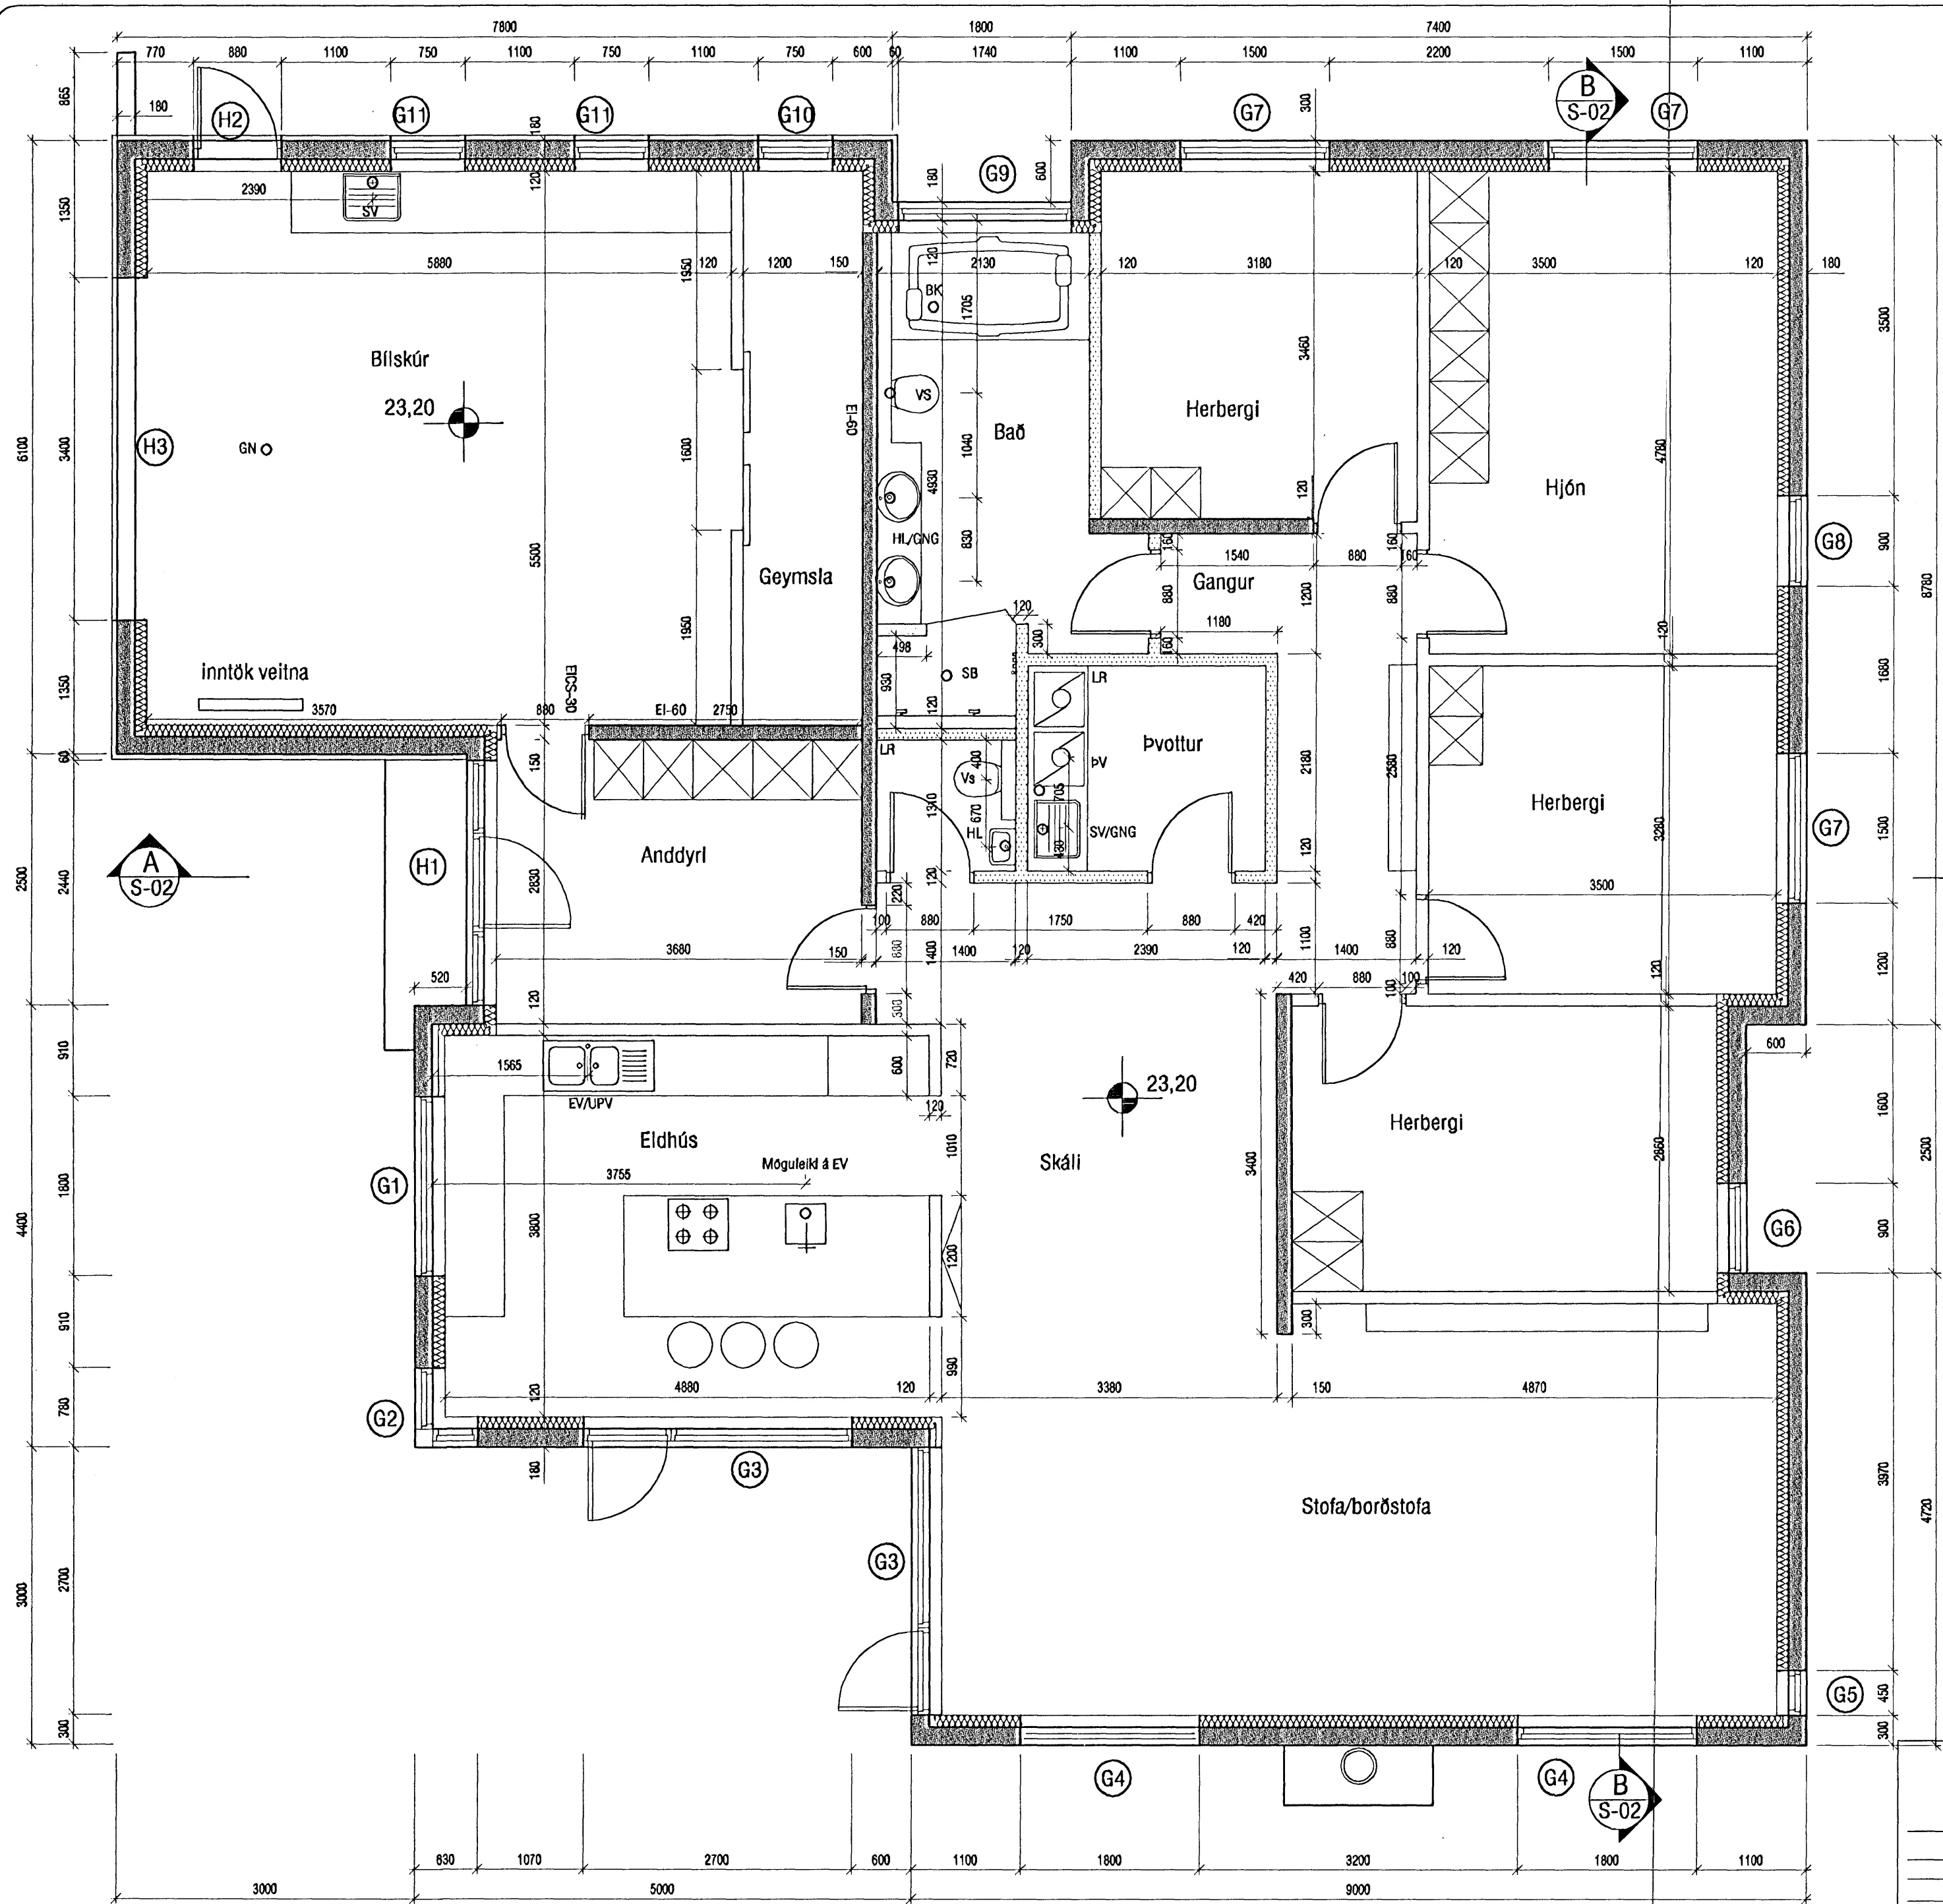 7800 1800 7400
770 880 1100 750 1100 750 1100 750 600 60 1740 1100 1500 2200 1500 1100
865
180
H2 G11 G11 G10 G9 G7 B G7
S-02
180 180 600 300
2390 120
SV
1350
5880 120 1200 150 120 2130 120 3180 120 3500 120 180
1950 1705 3500
BK
Bílskúr
23,20
VS
Herbergi
3460
EI-60
Bað
6100 3400
H3
GN
1600 4930 1040 4780
Hjón
120
HL/GNG
830
5500
G8
900
8780
160 1540 880 160 160
Geymsla
Gangur
880 1200 880
120 1180
1950 300 160 120
498
inntök veitna
EICS-30
930
SB
LR
1350 1680
3570 880 EI-60 2750
120
60
150
LR
400
Þvottur
Vs
ÞV
2180 2580
Herbergi
705
1310 670
HL
SV/GNG
430
3280
G7
1500
A
S-02
H1
Anddyri
2500 2440 2830
120 120
220
3500
100 880 1750 880 420
3680 150 880 1400 1400 120 2390 120 1100 1400 880 120
520
420 880 100
100 120
1200
120 300
910
1565
600 720
EV/UPV
600
23,20
120
Eldhús
Möguleiki á EV
3755
1010
Skáli
Herbergi
3400 2860
1600 2500
G1
1800
4400 3800
1200
G6
900
910
300
990
780
G2
120 4880 120 3380 150 4870
180
G3
3970
4720
Stofa/borðstofa
G3
3000 2700
G5
450
300 300
G4 G4 B
S-02
630 1070 2700 600 1100 1800 3200 1800 1100
3000 5000 9000